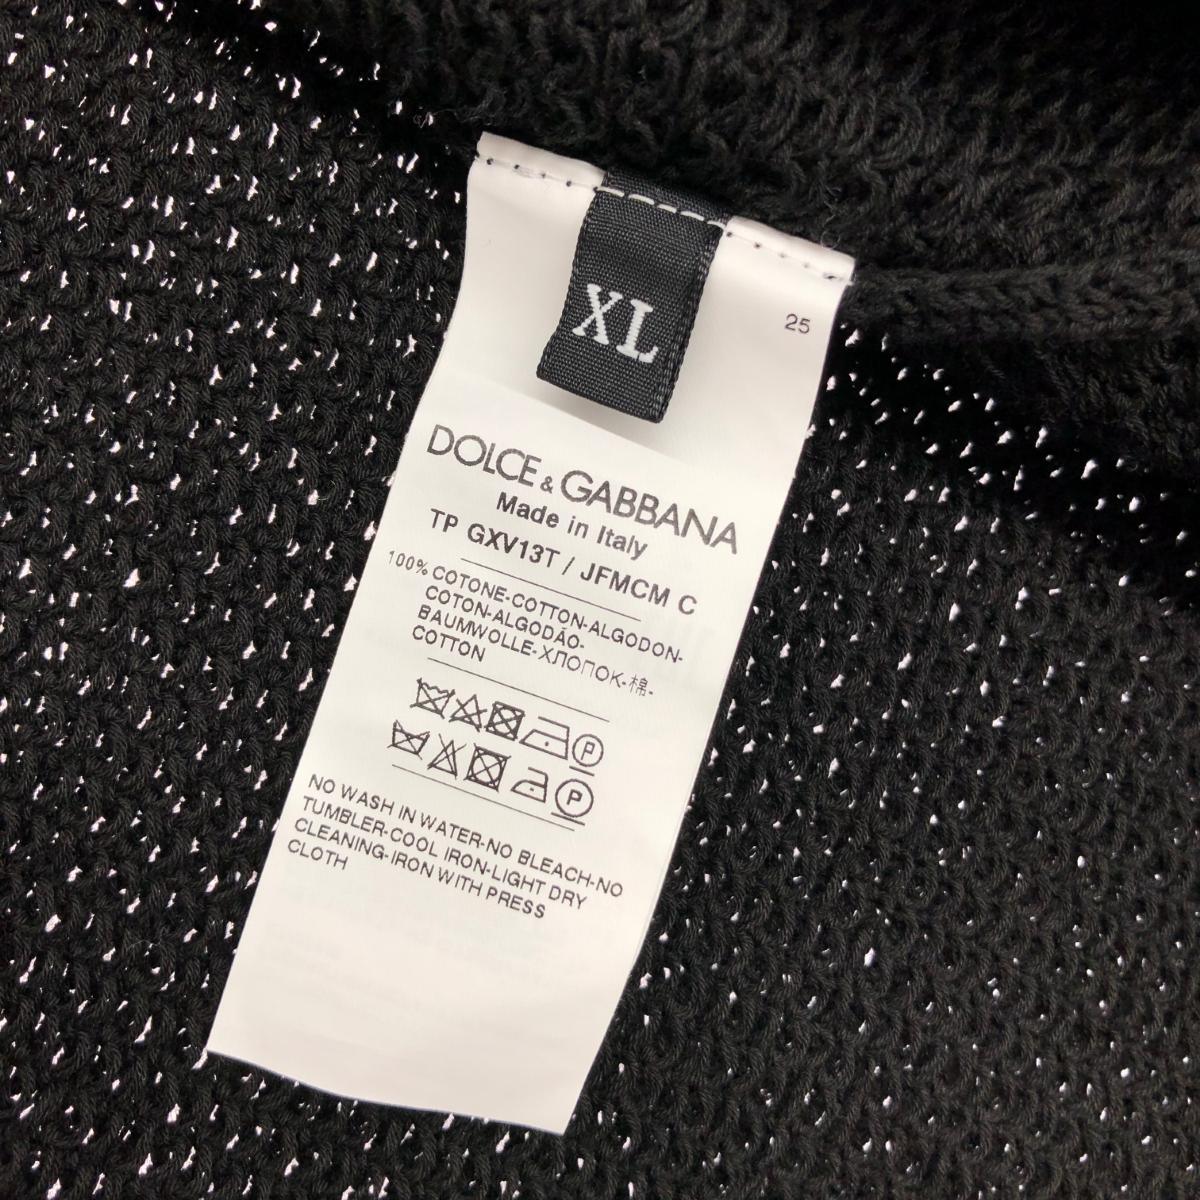 XL
25
DOLCE & GABBANA
Made in Italy
TP GXV13T / JFMCM C
100% COTONE-COTTON-ALGODON-
COTON-ALGODÃO-
BAUMWOLLE-ХЛОПОК-棉-
COTTON
P
P
NO WASH IN WATER-NO BLEACH-NO
TUMBLER-COOL IRON-LIGHT DRY
CLEANING-IRON WITH PRESS
CLOTH